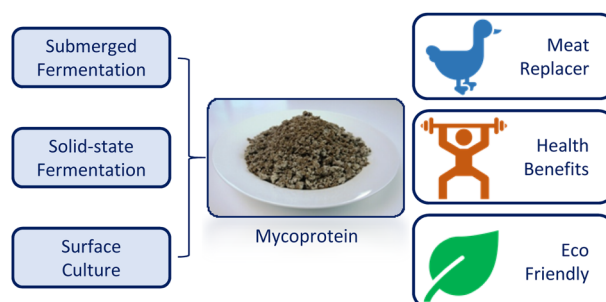 Submerged
Fermentation
Solid-state
Fermentation
Surface
Culture
Mycoprotein
Meat
Replacer
Health
Benefits
Eco
Friendly